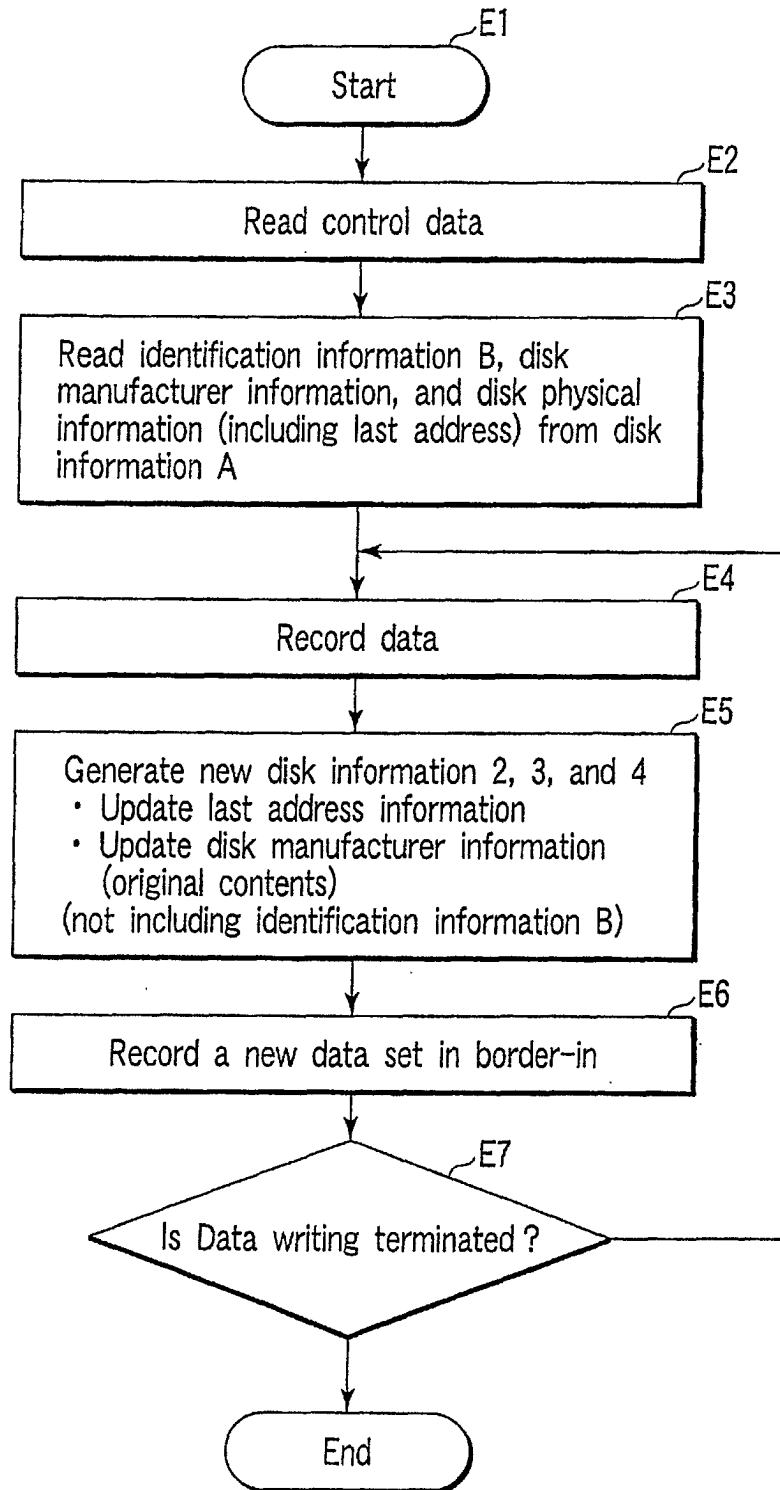 E1
Start
E2
Read control data
E3
Read identification information B, disk
manufacturer information, and disk physical
information (including last address) from disk
information A
E4
Record data
E5
Generate new disk information 2, 3, and 4
・ Update last address information
・ Update disk manufacturer information
(original contents)
(not including identification information B)
E6
Record a new data set in border-in
E7
Is Data writing terminated ?
End